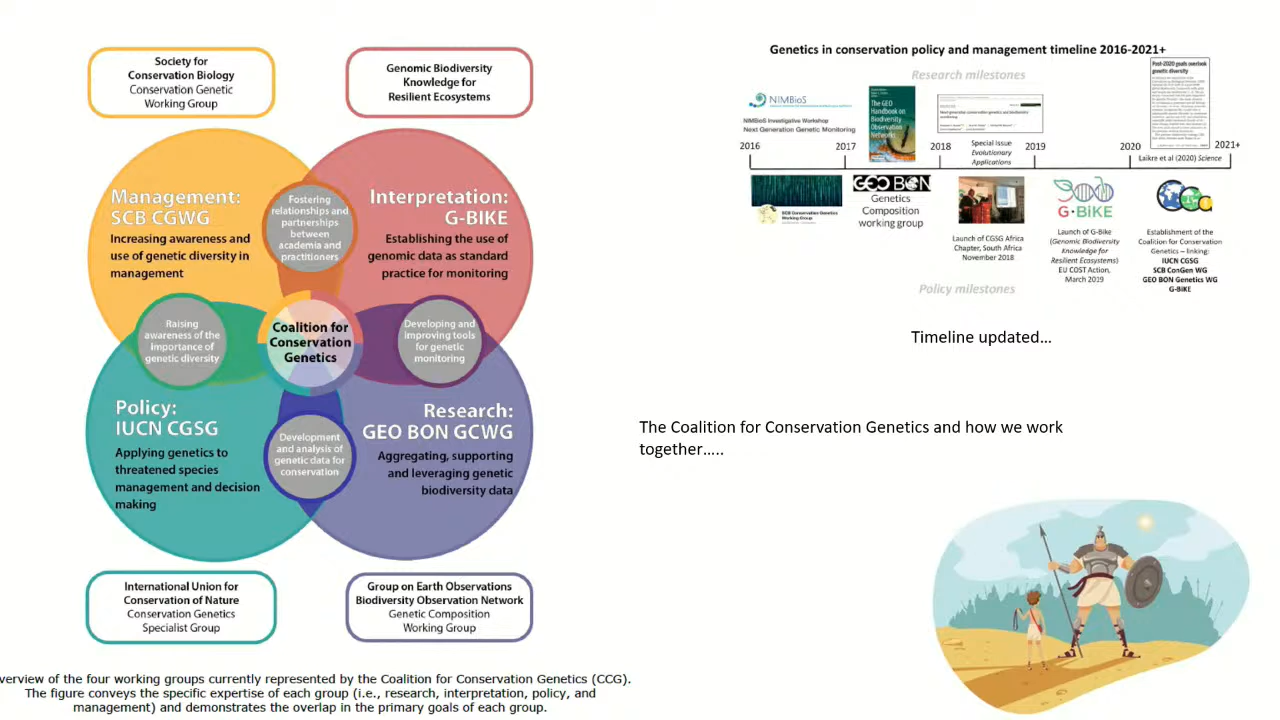 Society for
Conservation Biology
Conservation Genetic
Working Group
Genomic Biodiversity
Knowledge for
Resilient Ecosystems
Management:
SCB CGWG
Increasing awareness and
use of genetic diversity in
management
Fostering
relationships and
partnerships
between
academia and
practitioners
Interpretation:
G-BIKE
Establishing the use of
genomic data as standard
practice for monitoring
Raising
awareness of the
importance of
genetic diversity
Coalition for
Conservation
Genetics
Developing and
improving tools
for genetic
monitoring
Policy:
IUCN CGSG
Applying genetics to
threatened species
management and decision
making
Development
and analysis of
genetic data for
conservation
Research:
GEO BON GCWG
Aggregating, supporting
and leveraging genetic
biodiversity data
International Union for
Conservation of Nature
Conservation Genetics
Specialist Group
Group on Earth Observations
Biodiversity Observation Network
Genetic Composition
Working Group
verview of the four working groups currently represented by the Coalition for Conservation Genetics (CCG).
The figure conveys the specific expertise of each group (i.e., research, interpretation, policy, and
management) and demonstrates the overlap in the primary goals of each group.
Genetics in conservation policy and management timeline 2016-2021+
Research milestones
NIMBioS
NIMBioS Investigative Workshop
Next Generation Genetic Monitoring
The GEO
Handbook on
Biodiversity
Observation
Networks
Special Issue
Evolutionary
Applications
Post-2020 goals overlook
genetic diversity
Laikre et al (2020) Science
2016
2017
2018
2019
2020
2021+
SCB Conservation Genetics
Working Group
GEO BON
Genetics
Composition
working group
Launch of CGSG Africa
Chapter, South Africa
November 2018
G·BiKE
Launch of G-Bike
(Genomic Biodiversity
Knowledge for
Resilient Ecosystems)
EU COST Action,
March 2019
Establishment of the
Coalition for Conservation
Genetics – linking:
IUCN CGSG
SCB ConGen WG
GEO BON Genetics WG
G-BIKE
Policy milestones
Timeline updated…
The Coalition for Conservation Genetics and how we work
together…..